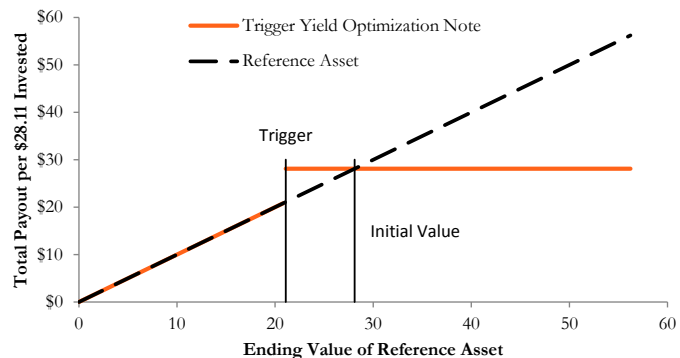 $60
Trigger Yield Optimization Note
$50
Reference Asset
$40
Trigger
$30
$20
Initial Value
$10
$0
0 10 20 30 40 50 60
Total Payout per $28.11 Invested
Ending Value of Reference Asset